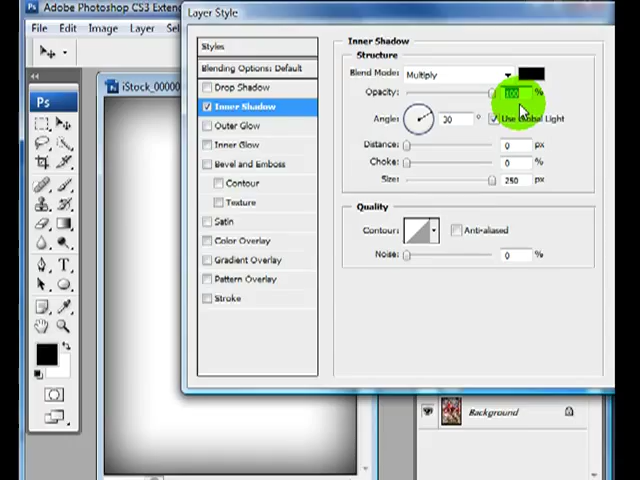 Adobe Photoshop CS3 Extend
Layer Style
File Edit Image Layer Sel
iStock_00000
Ps
Styles
Blending Options: Default
Drop Shadow
Inner Shadow
Outer Glow
Inner Glow
Bevel and Emboss
Contour
Texture
Satin
Color Overlay
Gradient Overlay
Pattern Overlay
Stroke
Inner Shadow
Structure
Blend Mode: Multiply
Opacity: 100 %
Angle: 30 ° Use Global Light
Distance: 0 px
Choke: 0 %
Size: 250 px
Quality
Contour: Anti-aliased
Noise: 0 %
Background